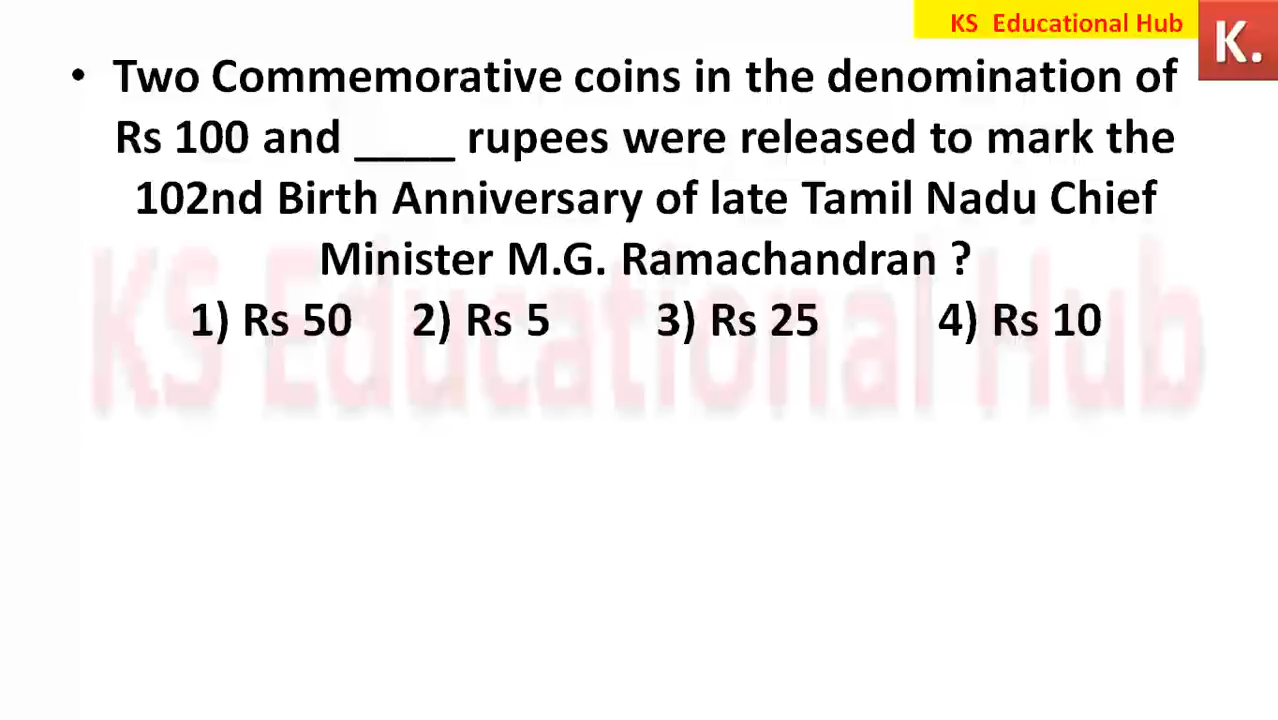 KS Educational Hub
K.
• Two Commemorative coins in the denomination of
Rs 100 and ____ rupees were released to mark the
102nd Birth Anniversary of late Tamil Nadu Chief
Minister M.G. Ramachandran ?
1) Rs 50 2) Rs 5 3) Rs 25 4) Rs 10
KS Educational Hub